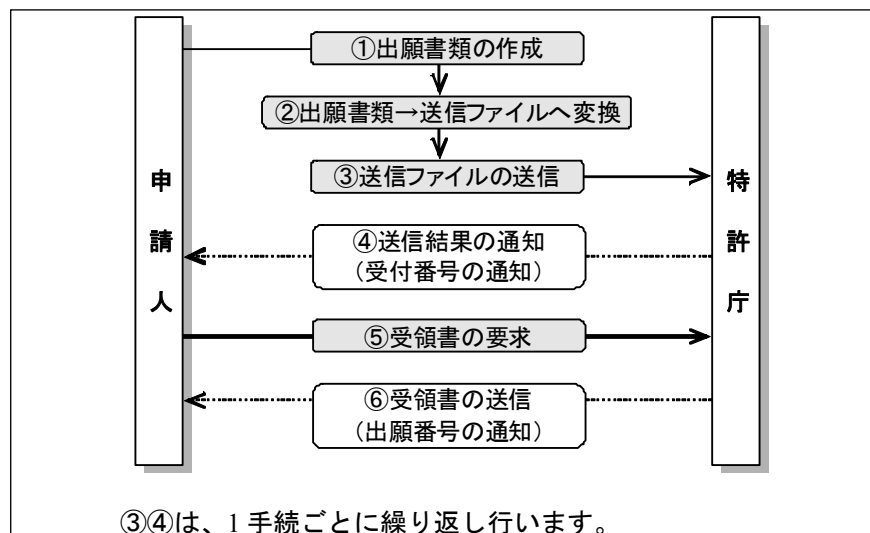 ①出願書類の作成
②出願書類→送信ファイルへ変換
③送信ファイルの送信
申請人
特許庁
④送信結果の通知
（受付番号の通知）
⑤受領書の要求
⑥受領書の送信
（出願番号の通知）
③④は、1 手続ごとに繰り返し行います。